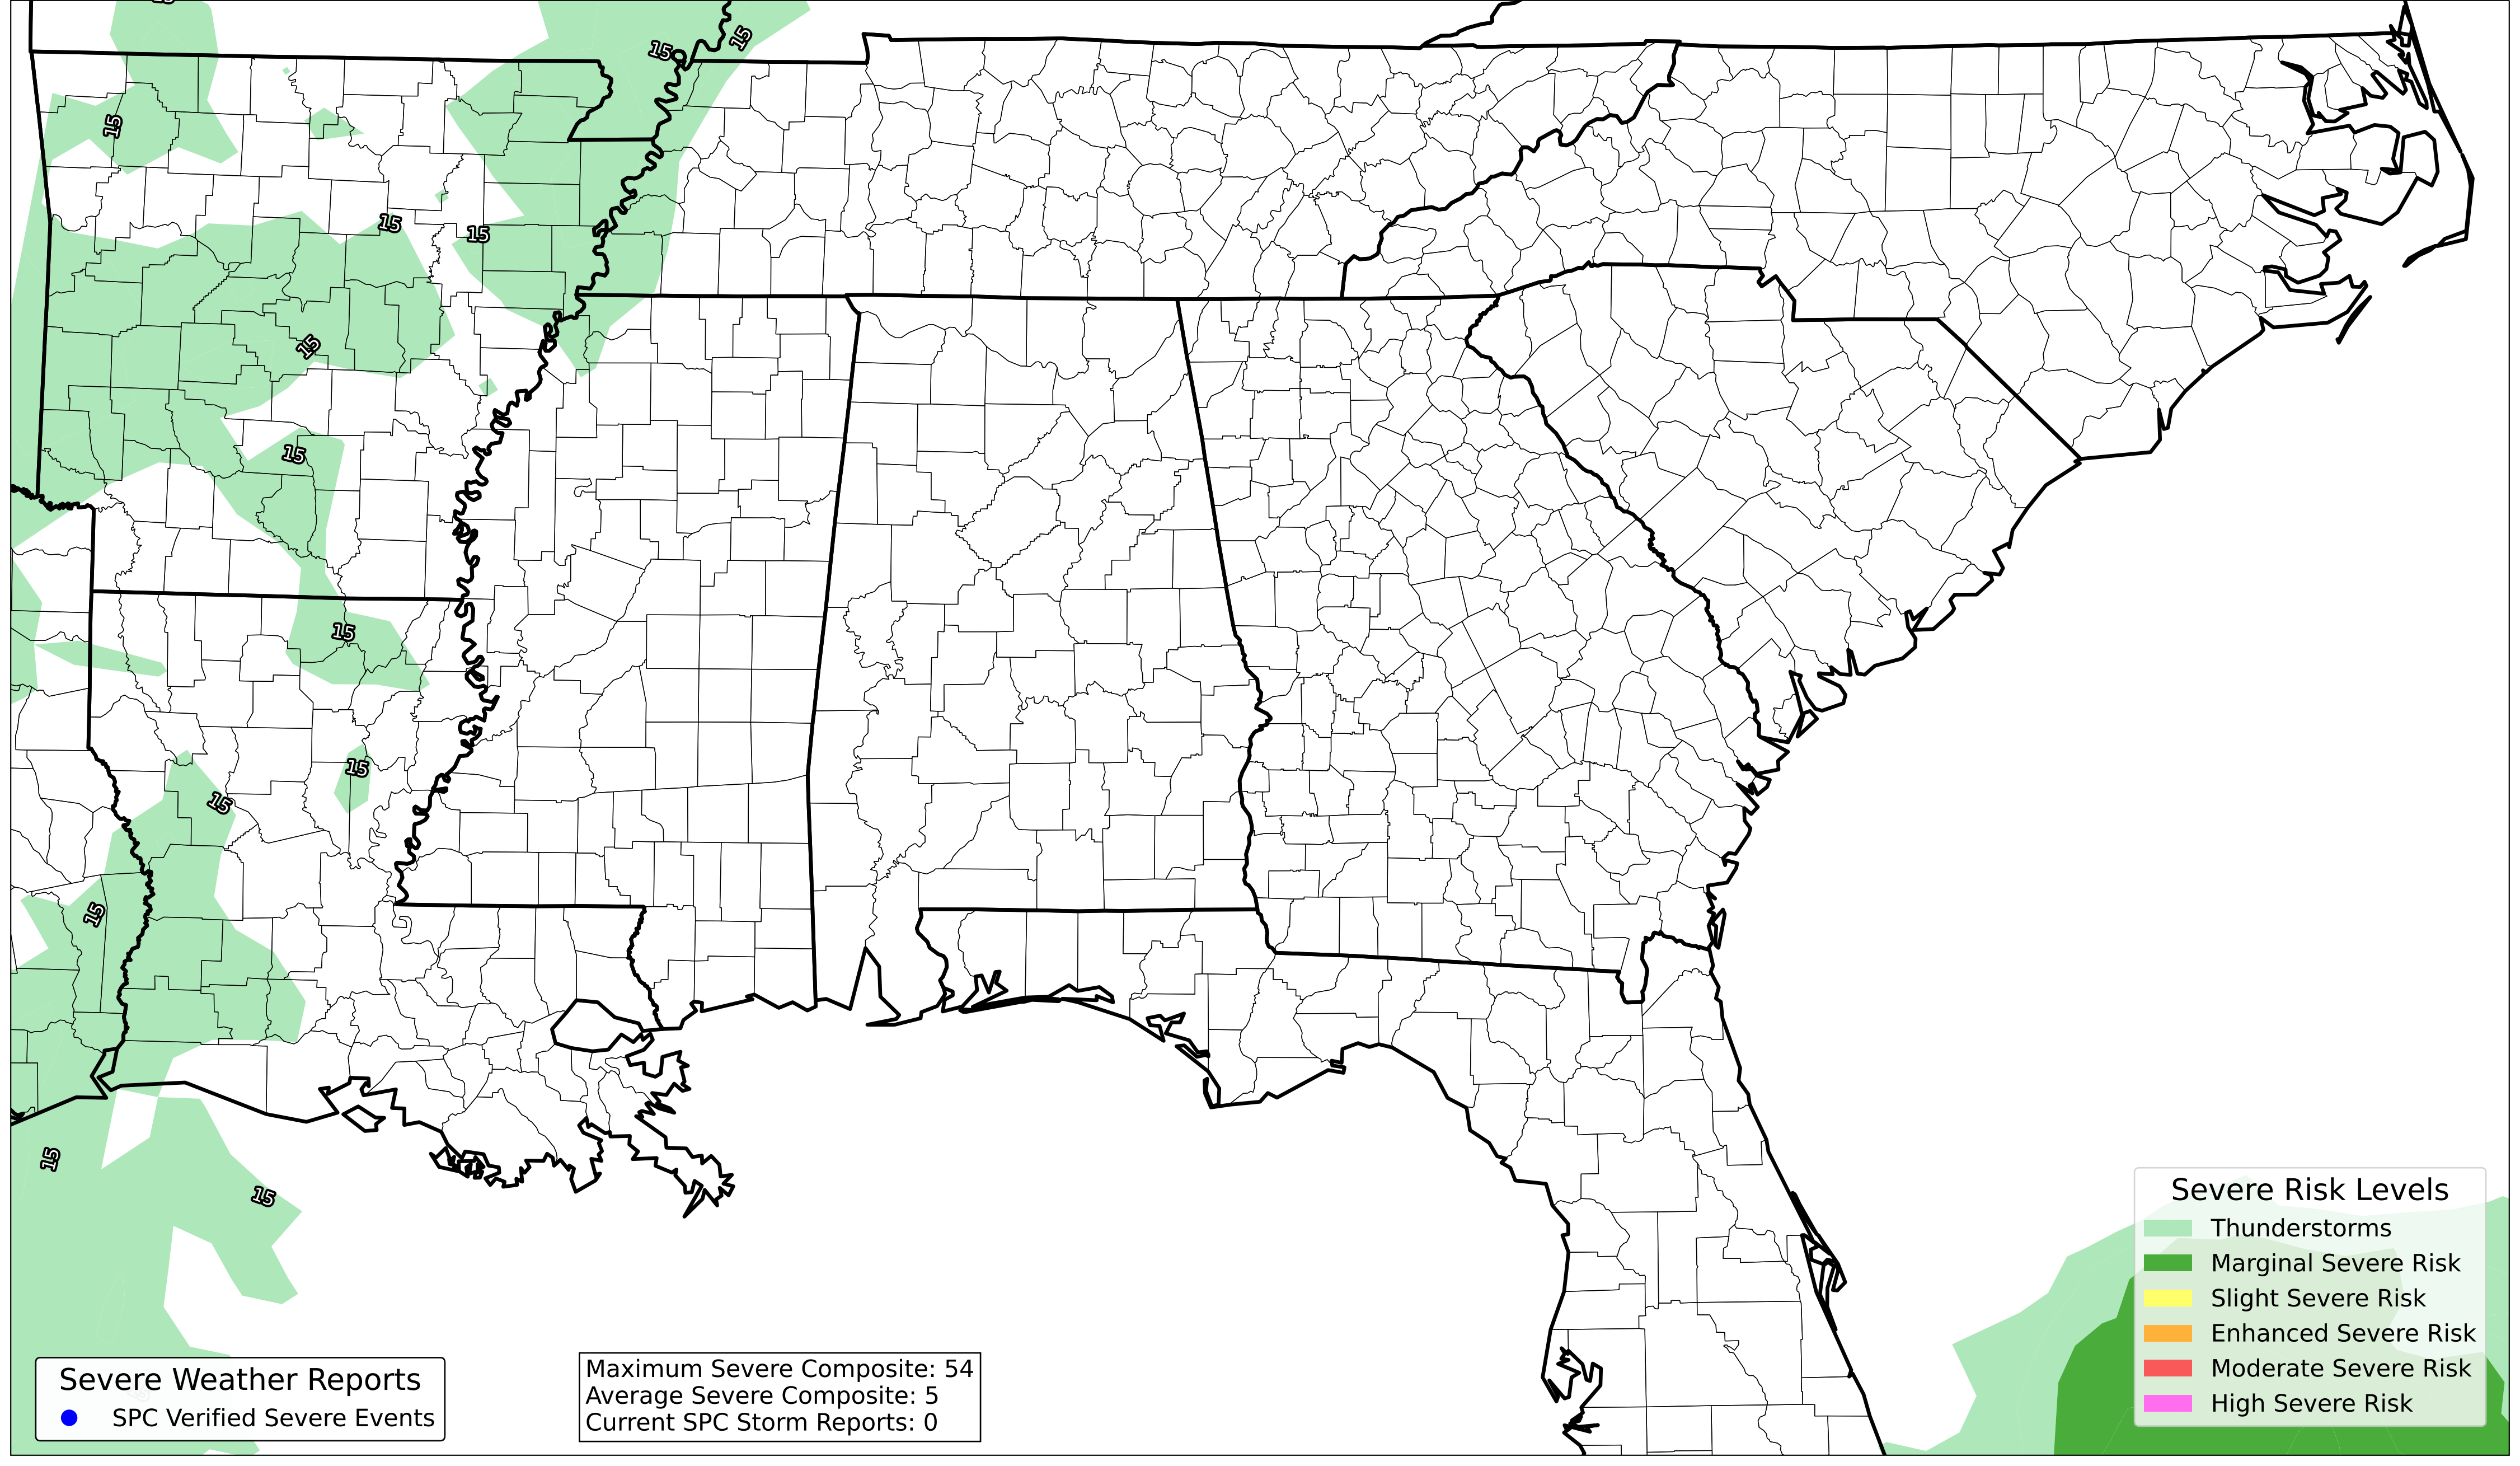 15
15
15
15
15
15
15
15
15
15
15
15
15
Severe Risk Levels
Thunderstorms
Marginal Severe Risk
Slight Severe Risk
Enhanced Severe Risk
Moderate Severe Risk
High Severe Risk
Severe Weather Reports
SPC Verified Severe Events
Maximum Severe Composite: 54
Average Severe Composite: 5
Current SPC Storm Reports: 0